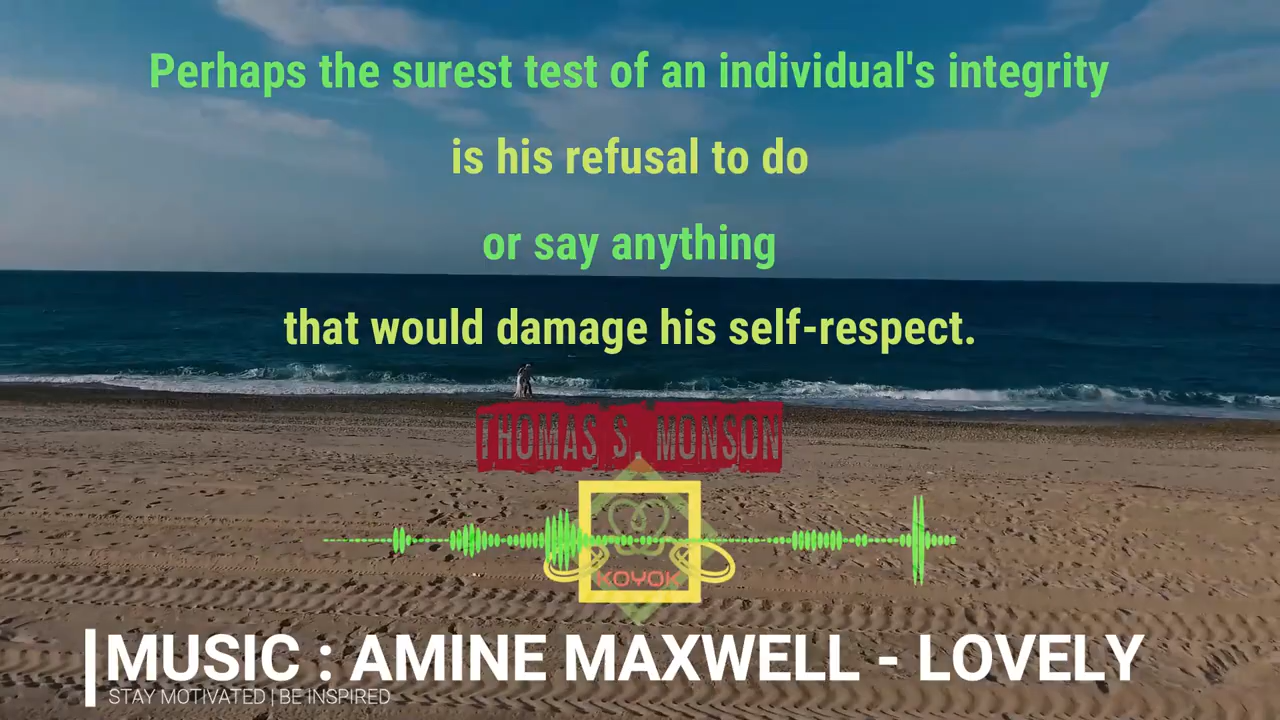 Perhaps the surest test of an individual's integrity
is his refusal to do
or say anything
that would damage his self-respect.
THOMAS S. MONSON
KOYOK
MUSIC : AMINE MAXWELL - LOVELY
STAY MOTIVATED | BE INSPIRED